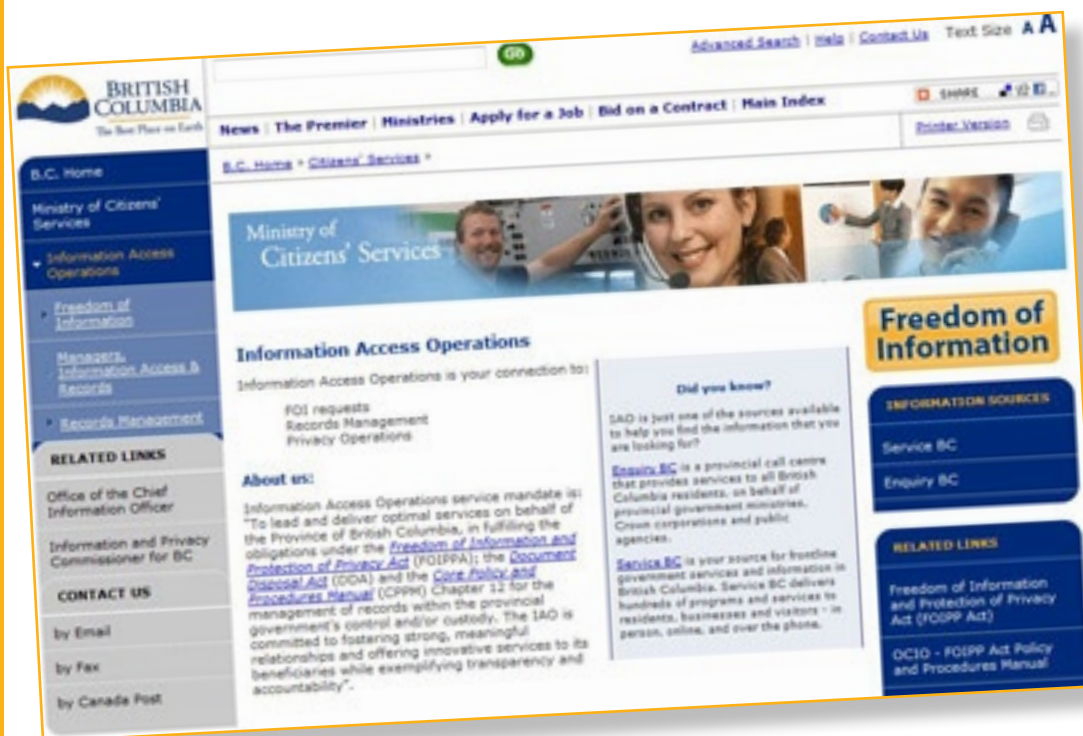 Go
Advanced Search | Help | Contact Us Text Size A A
BRITISH
COLUMBIA
The Best Place on Earth
News | The Premier | Ministries | Apply for a Job | Bid on a Contract | Main Index
SHARE
Printer Version
B.C. Home
Ministry of Citizens'
Services
Information Access
Operations
Freedom of
Information
Managers,
Information Access &
Records
Records Management
RELATED LINKS
Office of the Chief
Information Officer
Information and Privacy
Commissioner for BC
CONTACT US
by Email
by Fax
by Canada Post
B.C. Home > Citizens' Services >
Ministry of
Citizens' Services
Information Access Operations
Information Access Operations is your connection to:
FOI requests
Records Management
Privacy Operations
About us:
Information Access Operations service mandate is:
"To lead and deliver optimal services on behalf of
the Province of British Columbia, in fulfilling the
obligations under the Freedom of Information and
Protection of Privacy Act (FOIPPA); the Document
Disposal Act (DDA) and the Core Policy and
Procedures Manual (CPPM) Chapter 12 for the
management of records within the provincial
government's control and/or custody. The IAO is
committed to fostering strong, meaningful
relationships and offering innovative services to its
beneficiaries while exemplifying transparency and
accountability".
Did you know?
IAO is just one of the sources available
to help you find the information that you
are looking for?
Enquiry BC is a provincial call centre
that provides services to all British
Columbia residents, on behalf of
provincial government ministries,
Crown corporations and public
agencies.
Service BC is your source for frontline
government services and information in
British Columbia. Service BC delivers
hundreds of programs and services to
residents, businesses and visitors - in
person, online, and over the phone.
Freedom of
Information
INFORMATION SOURCES
Service BC
Enquiry BC
RELATED LINKS
Freedom of Information
and Protection of Privacy
Act (FOIPP Act)
OCIO - FOIPP Act Policy
and Procedures Manual